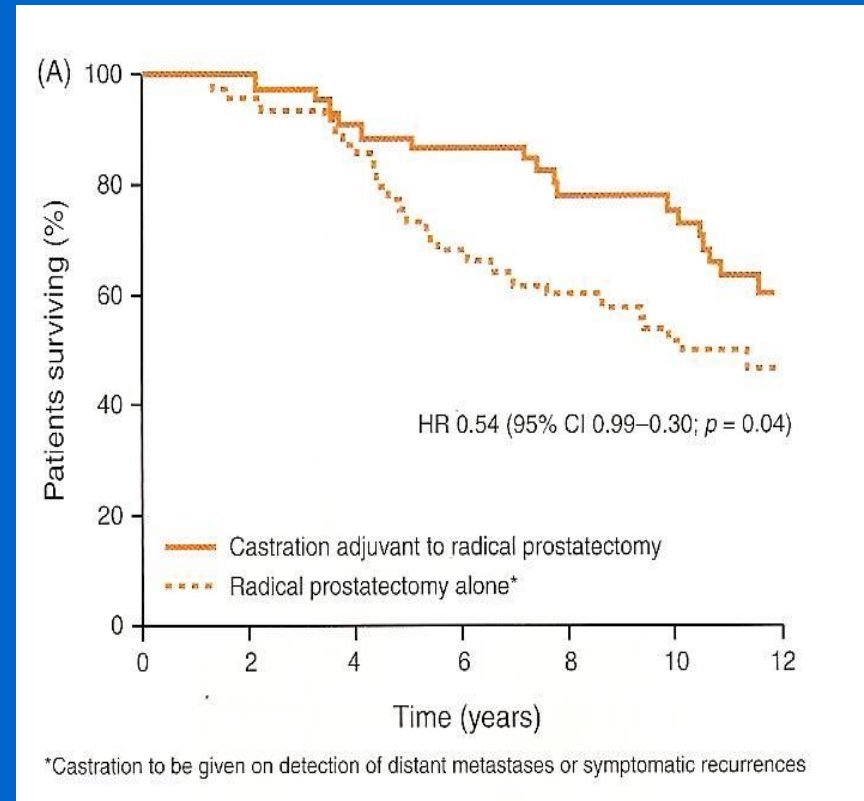 (A)
100
80
60
40
20
0
Patients surviving (%)
HR 0.54 (95% CI 0.99–0.30; p = 0.04)
Castration adjuvant to radical prostatectomy
Radical prostatectomy alone*
0 2 4 6 8 10 12
Time (years)
*Castration to be given on detection of distant metastases or symptomatic recurrences